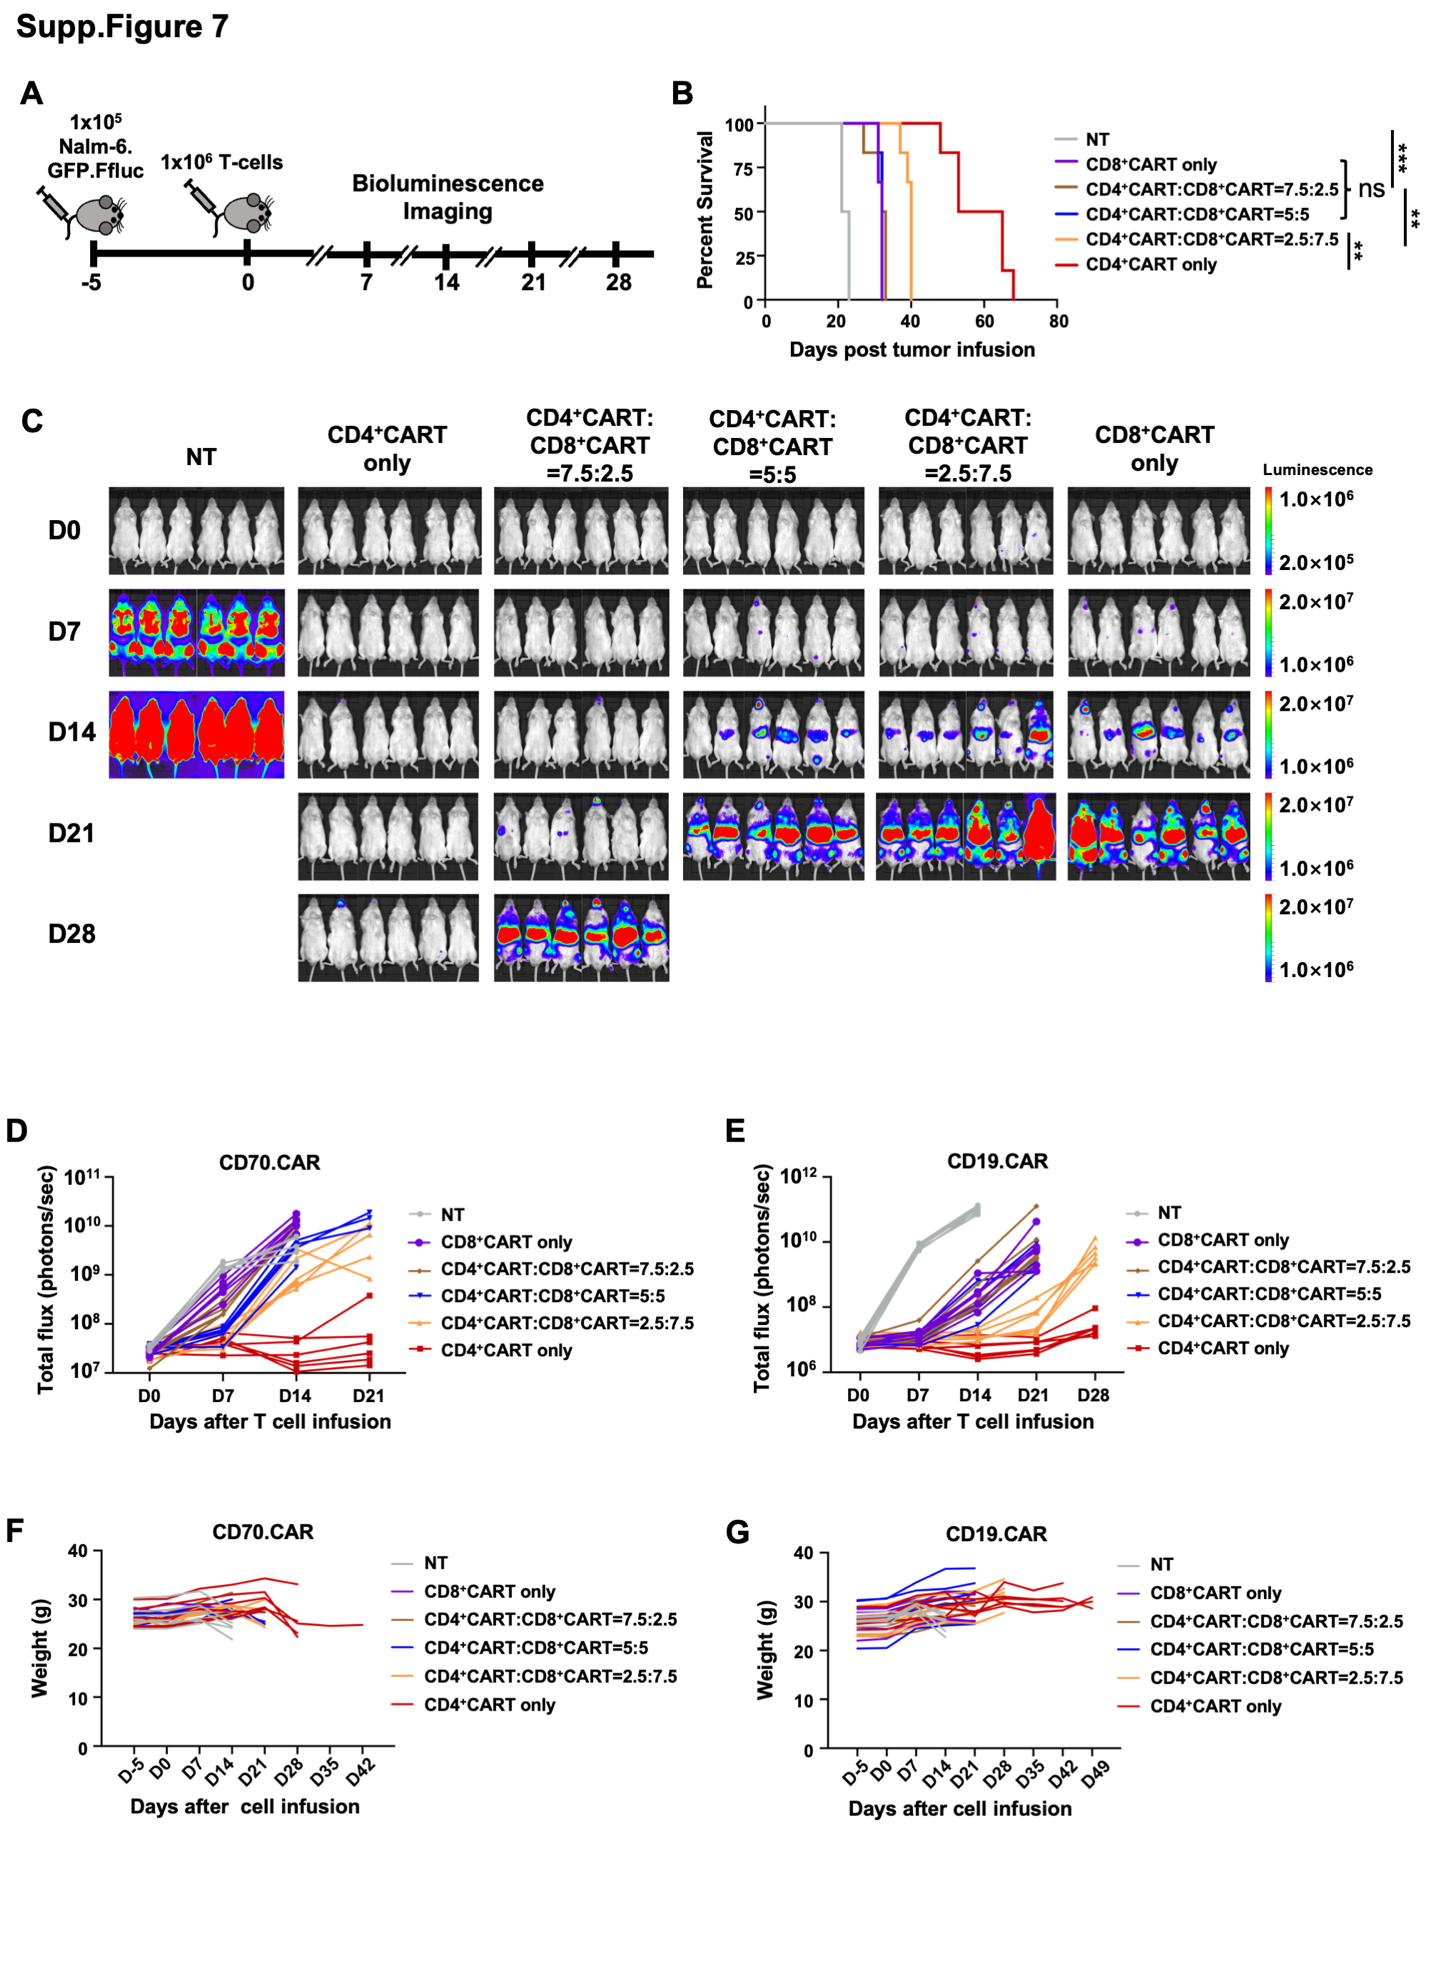 Supp.Figure 7
A
1x10⁵
Nalm-6.
GFP.Ffluc
1x10⁶ T-cells
Bioluminescence
Imaging
-5 0 7 14 21 28
B
Percent Survival
100
75
50
25
0
0 20 40 60 80
Days post tumor infusion
NT
CD8⁺CART only
CD4⁺CART:CD8⁺CART=7.5:2.5
CD4⁺CART:CD8⁺CART=5:5
CD4⁺CART:CD8⁺CART=2.5:7.5
CD4⁺CART only
ns
***
**
**
C
NT
CD4⁺CART
only
CD4⁺CART:
CD8⁺CART
=7.5:2.5
CD4⁺CART:
CD8⁺CART
=5:5
CD4⁺CART:
CD8⁺CART
=2.5:7.5
CD8⁺CART
only
Luminescence
D0
1.0×10⁶
2.0×10⁵
D7
2.0×10⁷
1.0×10⁶
D14
2.0×10⁷
1.0×10⁶
D21
2.0×10⁷
1.0×10⁶
D28
2.0×10⁷
1.0×10⁶
D
CD70.CAR
Total flux (photons/sec)
10¹¹
10¹⁰
10⁹
10⁸
10⁷
D0 D7 D14 D21
Days after T cell infusion
NT
CD8⁺CART only
CD4⁺CART:CD8⁺CART=7.5:2.5
CD4⁺CART:CD8⁺CART=5:5
CD4⁺CART:CD8⁺CART=2.5:7.5
CD4⁺CART only
E
CD19.CAR
Total flux (photons/sec)
10¹²
10¹⁰
10⁸
10⁶
D0 D7 D14 D21 D28
Days after T cell infusion
NT
CD8⁺CART only
CD4⁺CART:CD8⁺CART=7.5:2.5
CD4⁺CART:CD8⁺CART=5:5
CD4⁺CART:CD8⁺CART=2.5:7.5
CD4⁺CART only
F
CD70.CAR
Weight (g)
40
30
20
10
0
D-5 D0 D7 D14 D21 D28 D35 D42
Days after cell infusion
NT
CD8⁺CART only
CD4⁺CART:CD8⁺CART=7.5:2.5
CD4⁺CART:CD8⁺CART=5:5
CD4⁺CART:CD8⁺CART=2.5:7.5
CD4⁺CART only
G
CD19.CAR
Weight (g)
40
30
20
10
0
D-5 D0 D7 D14 D21 D28 D35 D42 D49
Days after cell infusion
NT
CD8⁺CART only
CD4⁺CART:CD8⁺CART=7.5:2.5
CD4⁺CART:CD8⁺CART=5:5
CD4⁺CART:CD8⁺CART=2.5:7.5
CD4⁺CART only